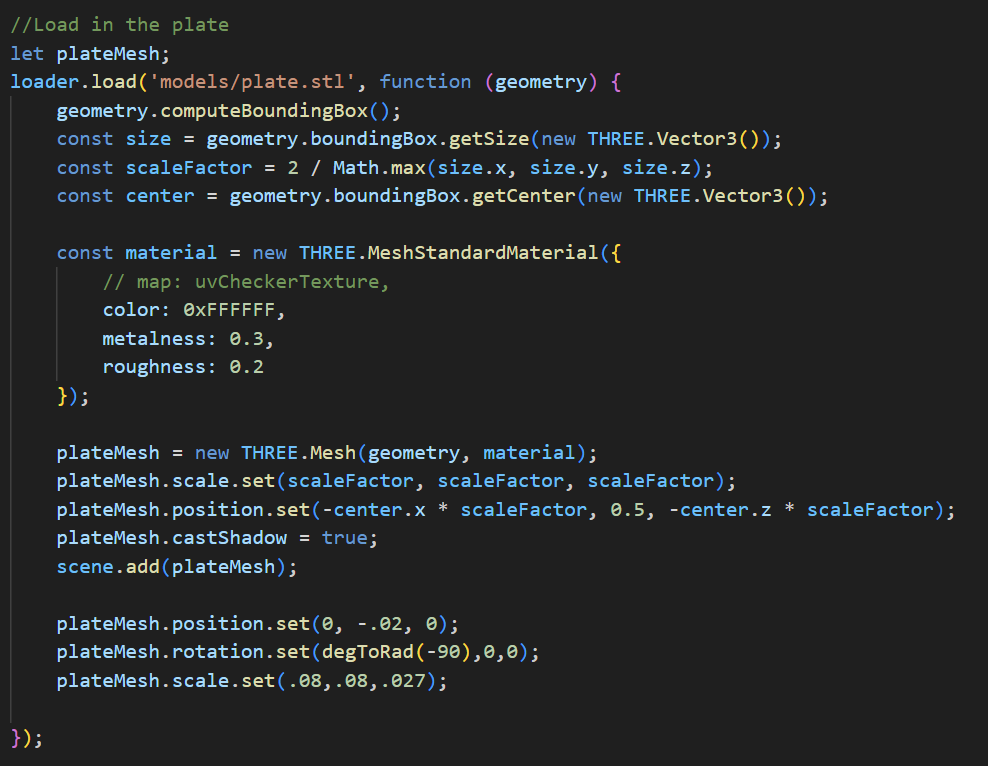 //Load in the plate
let plateMesh;
loader.load('models/plate.stl', function (geometry) {
    geometry.computeBoundingBox();
    const size = geometry.boundingBox.getSize(new THREE.Vector3());
    const scaleFactor = 2 / Math.max(size.x, size.y, size.z);
    const center = geometry.boundingBox.getCenter(new THREE.Vector3());

    const material = new THREE.MeshStandardMaterial({
        // map: uvCheckerTexture,
        color: 0xFFFFFF,
        metalness: 0.3,
        roughness: 0.2
    });

    plateMesh = new THREE.Mesh(geometry, material);
    plateMesh.scale.set(scaleFactor, scaleFactor, scaleFactor);
    plateMesh.position.set(-center.x * scaleFactor, 0.5, -center.z * scaleFactor);
    plateMesh.castShadow = true;
    scene.add(plateMesh);

    plateMesh.position.set(0, -.02, 0);
    plateMesh.rotation.set(degToRad(-90),0,0);
    plateMesh.scale.set(.08,.08,.027);

});